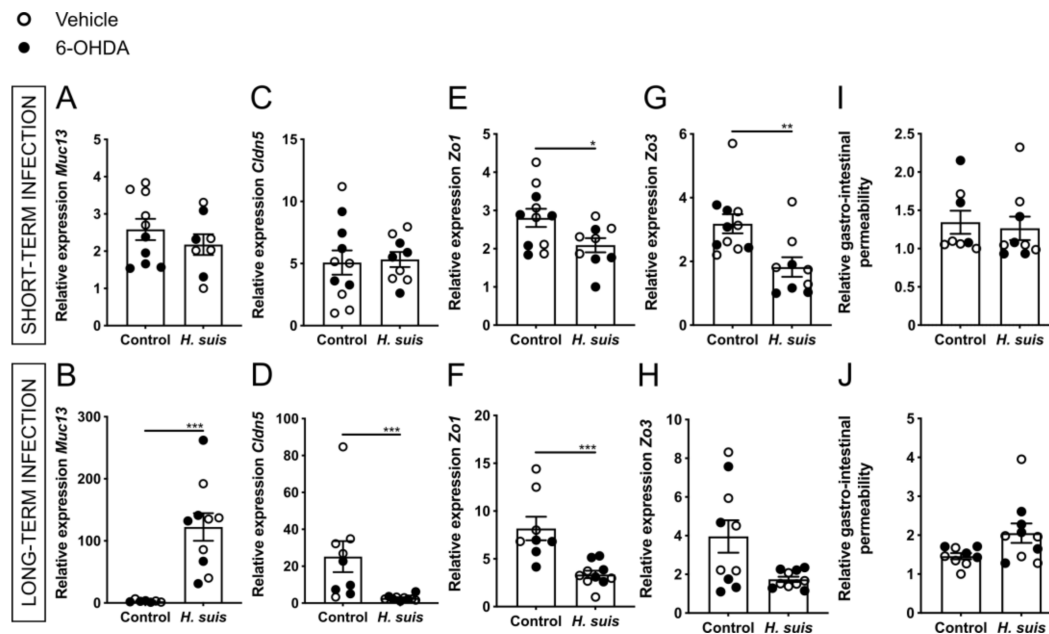 Vehicle
6-OHDA
SHORT-TERM INFECTION
A
Relative expression Muc13
5
4
3
2
1
0
Control H. suis
C
Relative expression Cldn5
15
10
5
0
Control H. suis
E
Relative expression Zo1
*
5
4
3
2
1
0
Control H. suis
G
Relative expression Zo3
**
6
4
2
0
Control H. suis
I
Relative gastro-intestinal
permeability
2.5
2.0
1.5
1.0
0.5
0.0
Control H. suis
LONG-TERM INFECTION
B
Relative expression Muc13
***
300
200
100
0
Control H. suis
D
Relative expression Cldn5
***
100
80
60
40
20
0
Control H. suis
F
Relative expression Zo1
***
20
15
10
5
0
Control H. suis
H
Relative expression Zo3
10
8
6
4
2
0
Control H. suis
J
Relative gastro-intestinal
permeability
5
4
3
2
1
0
Control H. suis